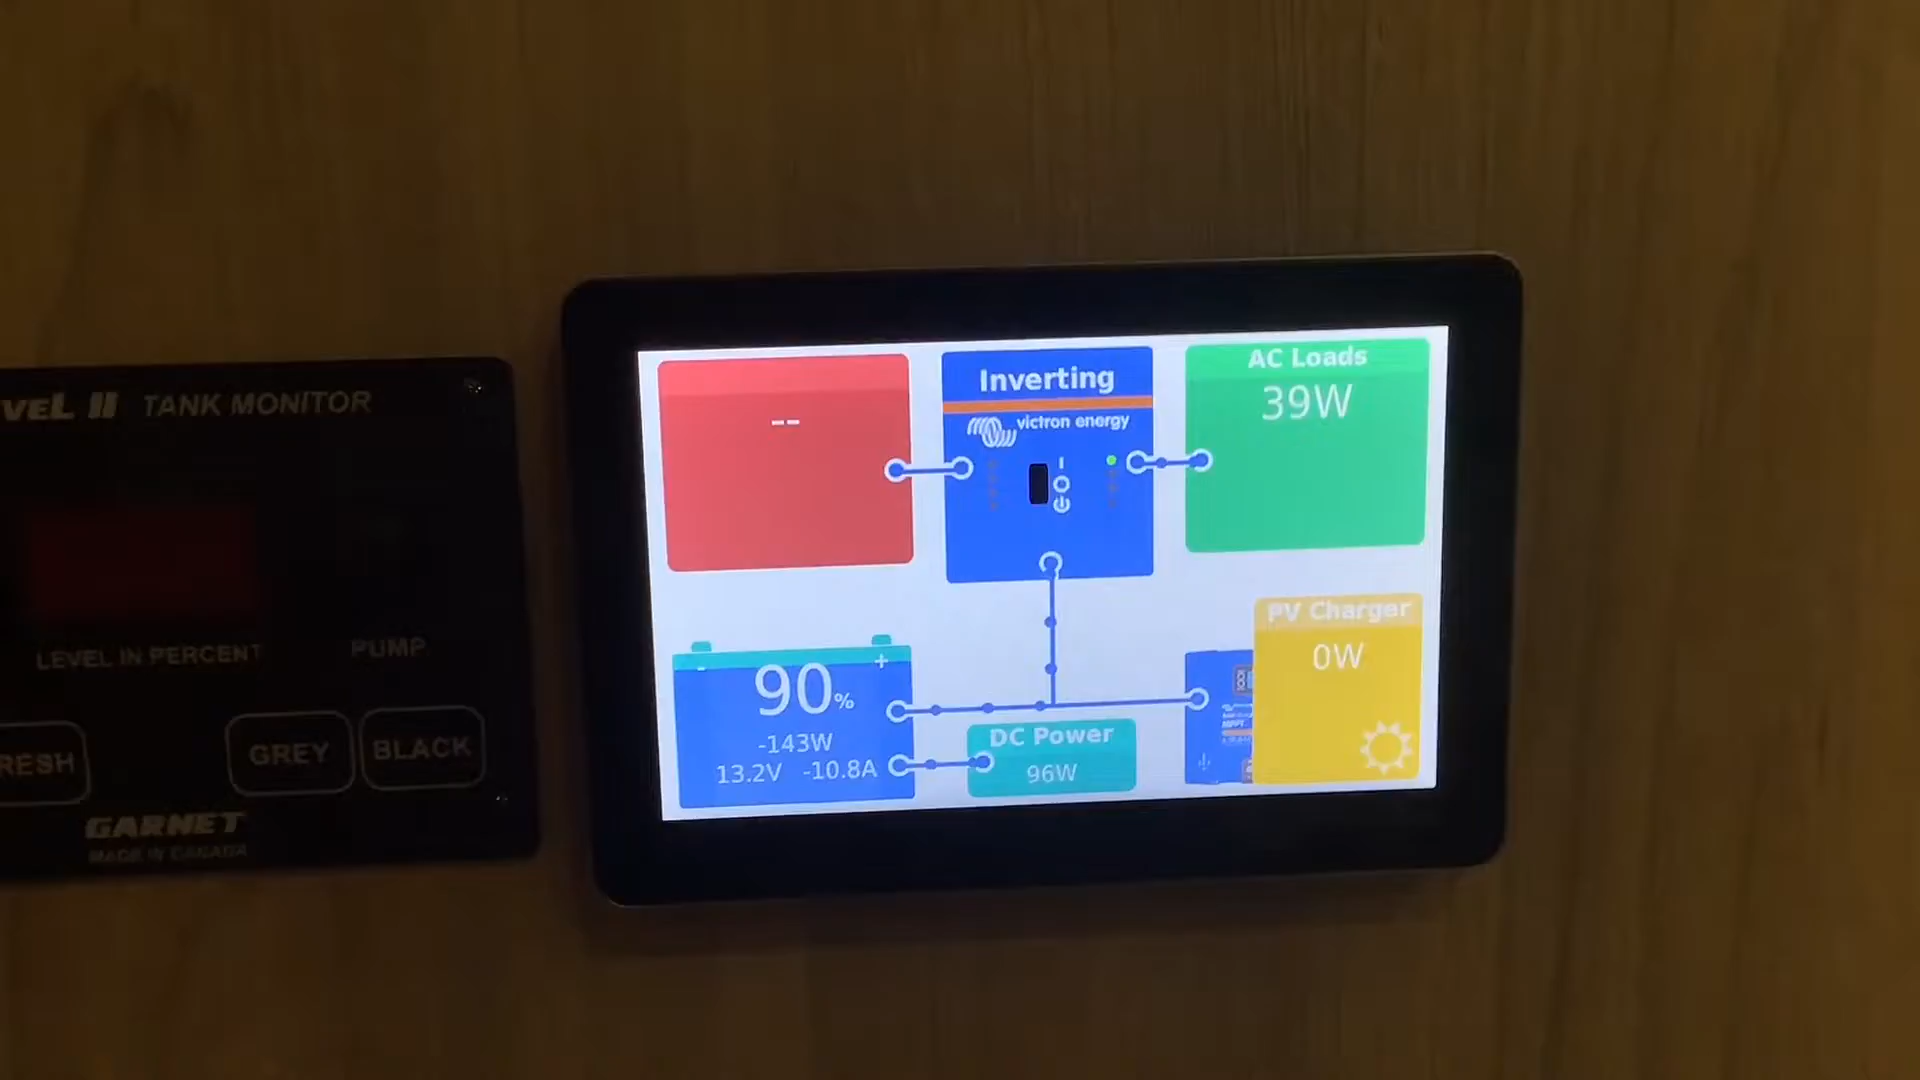 VEL II TANK MONITOR
LEVEL IN PERCENT
PUMP
RESH
GREY
BLACK
GARNET
MADE IN CANADA
--
Inverting
victron energy
AC Loads
39W
90%
-143W
13.2V -10.8A
DC Power
96W
PV Charger
0W